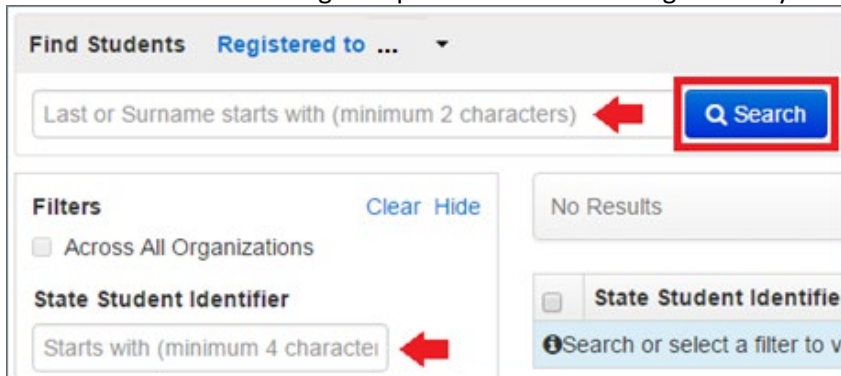 Find Students Registered to ...
Last or Surname starts with (minimum 2 characters)
Search
Filters Clear Hide
Across All Organizations
State Student Identifier
Starts with (minimum 4 character
No Results
State Student Identifie
Search or select a filter to v